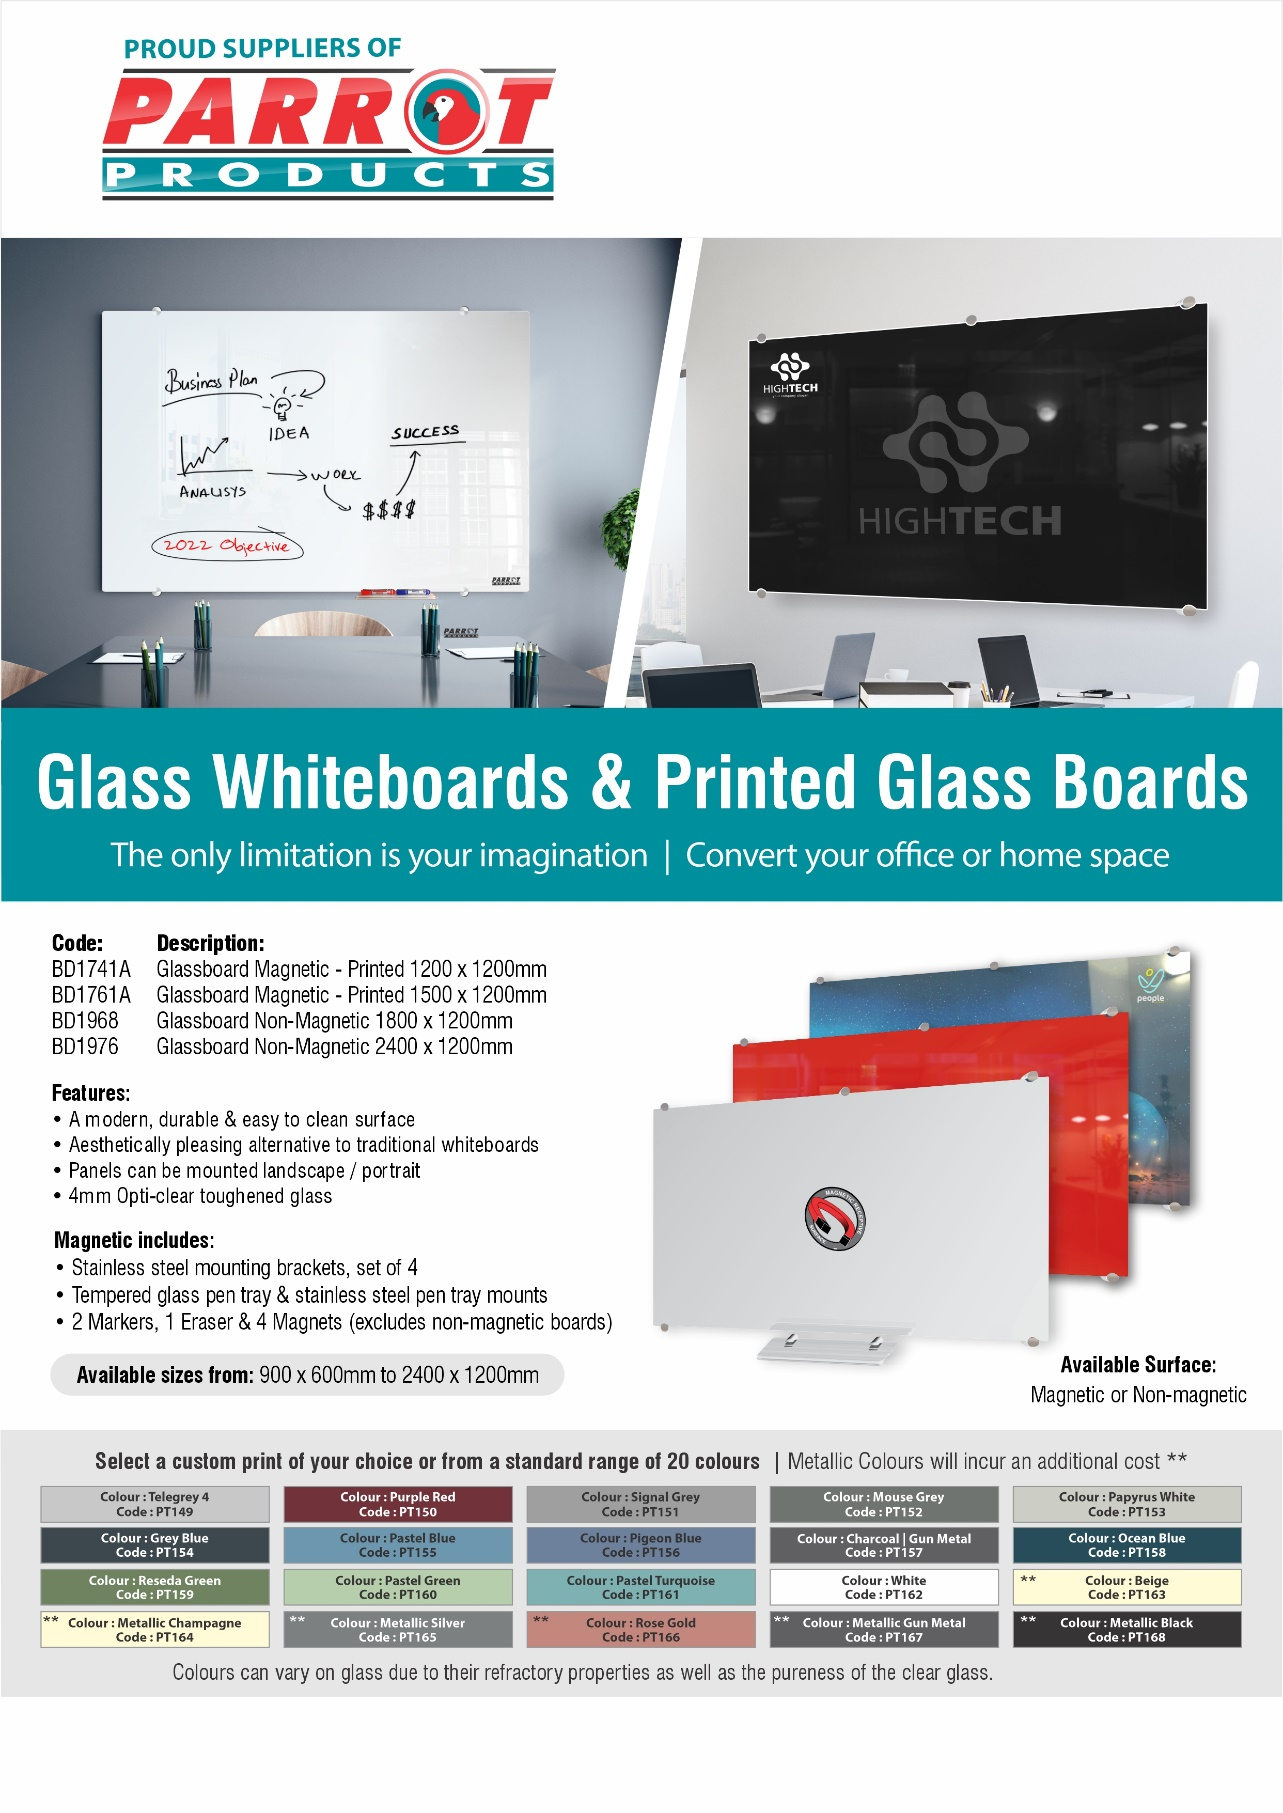 PROUD SUPPLIERS OF
PARROT
PRODUCTS
Business Plan
IDEA
SUCCESS
ANALISYS
WORK
$$$$
2022 Objective
PARROT
PRODUCTS
PARROT
PRODUCTS
HIGHTECH
HIGHTECH
Glass Whiteboards & Printed Glass Boards
The only limitation is your imagination | Convert your office or home space
Code: Description:
BD1741A Glassboard Magnetic - Printed 1200 x 1200mm
BD1761A Glassboard Magnetic - Printed 1500 x 1200mm
BD1968 Glassboard Non-Magnetic 1800 x 1200mm
BD1976 Glassboard Non-Magnetic 2400 x 1200mm
people
Features:
• A modern, durable & easy to clean surface
• Aesthetically pleasing alternative to traditional whiteboards
• Panels can be mounted landscape / portrait
• 4mm Opti-clear toughened glass
Magnetic includes:
• Stainless steel mounting brackets, set of 4
• Tempered glass pen tray & stainless steel pen tray mounts
• 2 Markers, 1 Eraser & 4 Magnets (excludes non-magnetic boards)
Available sizes from: 900 x 600mm to 2400 x 1200mm
MAGNETIC
Available Surface:
Magnetic or Non-magnetic
Select a custom print of your choice or from a standard range of 20 colours | Metallic Colours will incur an additional cost **
Colour : Telegrey 4
Code : PT149
Colour : Purple Red
Code : PT150
Colour : Signal Grey
Code : PT151
Colour : Mouse Grey
Code : PT152
Colour : Papyrus White
Code : PT153
Colour : Grey Blue
Code : PT154
Colour : Pastel Blue
Code : PT155
Colour : Pigeon Blue
Code : PT156
Colour : Charcoal | Gun Metal
Code : PT157
Colour : Ocean Blue
Code : PT158
Colour : Reseda Green
Code : PT159
Colour : Pastel Green
Code : PT160
Colour : Pastel Turquoise
Code : PT161
Colour : White
Code : PT162
** Colour : Beige
Code : PT163
** Colour : Metallic Champagne
Code : PT164
** Colour : Metallic Silver
Code : PT165
** Colour : Rose Gold
Code : PT166
** Colour : Metallic Gun Metal
Code : PT167
** Colour : Metallic Black
Code : PT168
Colours can vary on glass due to their refractory properties as well as the pureness of the clear glass.